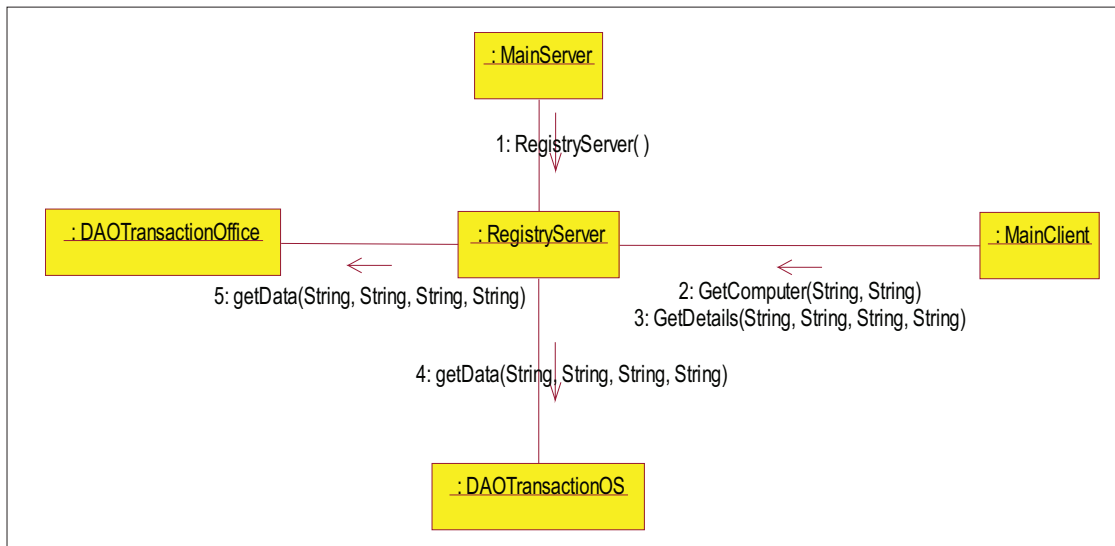 : MainServer
1: RegistryServer( )
: DAOTransactionOffice
: RegistryServer
: MainClient
5: getData(String, String, String, String)
2: GetComputer(String, String)
3: GetDetails(String, String, String, String)
4: getData(String, String, String, String)
: DAOTransactionOS